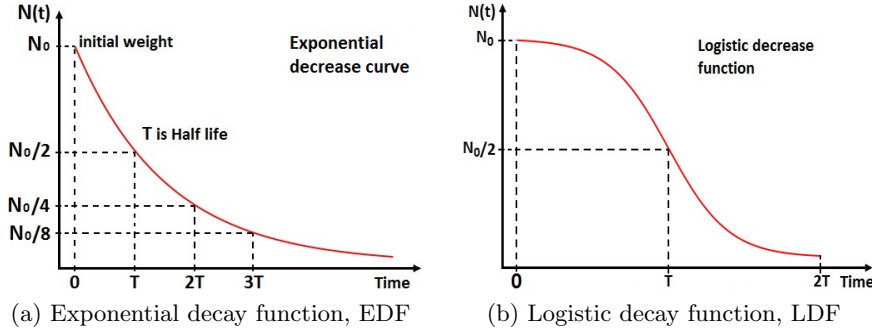 N(t)
N₀
initial weight
Exponential
decrease curve
T is Half life
N₀/2
N₀/4
N₀/8
0
T
2T
3T
Time
(a) Exponential decay function, EDF
N(t)
N₀
Logistic decrease
function
N₀/2
0
T
2T
Time
(b) Logistic decay function, LDF